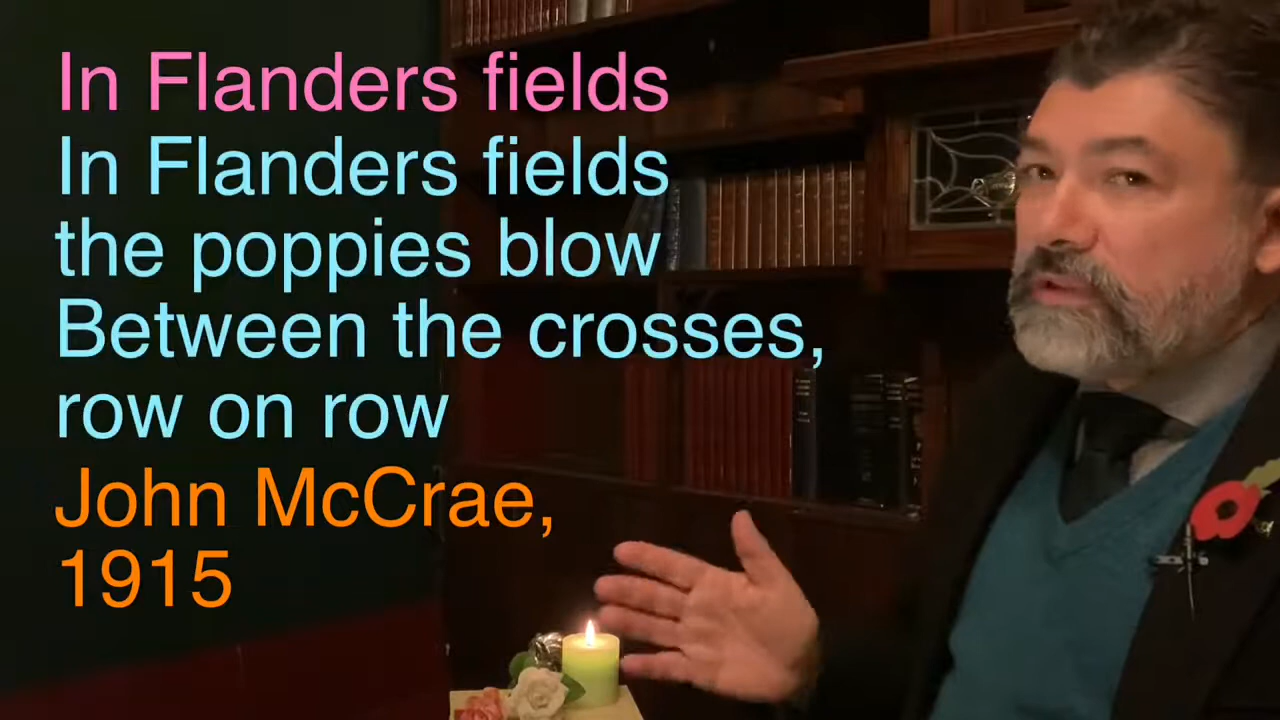 In Flanders fields
In Flanders fields
the poppies blow
Between the crosses,
row on row
John McCrae,
1915